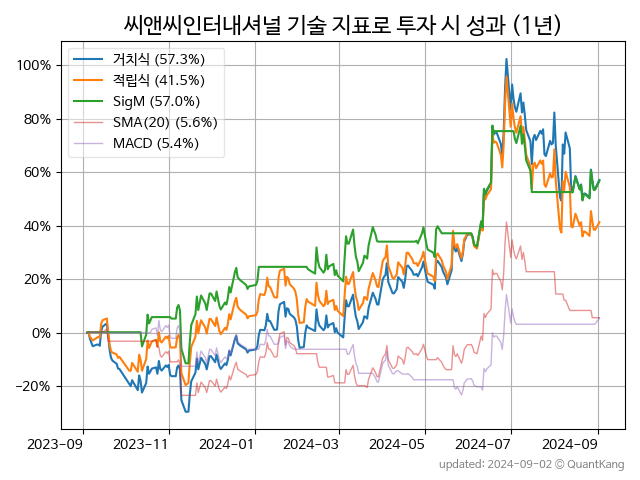 씨앤씨인터내셔널 기술 지표로 투자 시 성과 (1년)
거치식 (57.3%)
적립식 (41.5%)
SigM (57.0%)
SMA(20) (5.6%)
MACD (5.4%)
100%
80%
60%
40%
20%
0%
−20%
2023-09 2023-11 2024-01 2024-03 2024-05 2024-07 2024-09
updated: 2024-09-02 © QuantKang